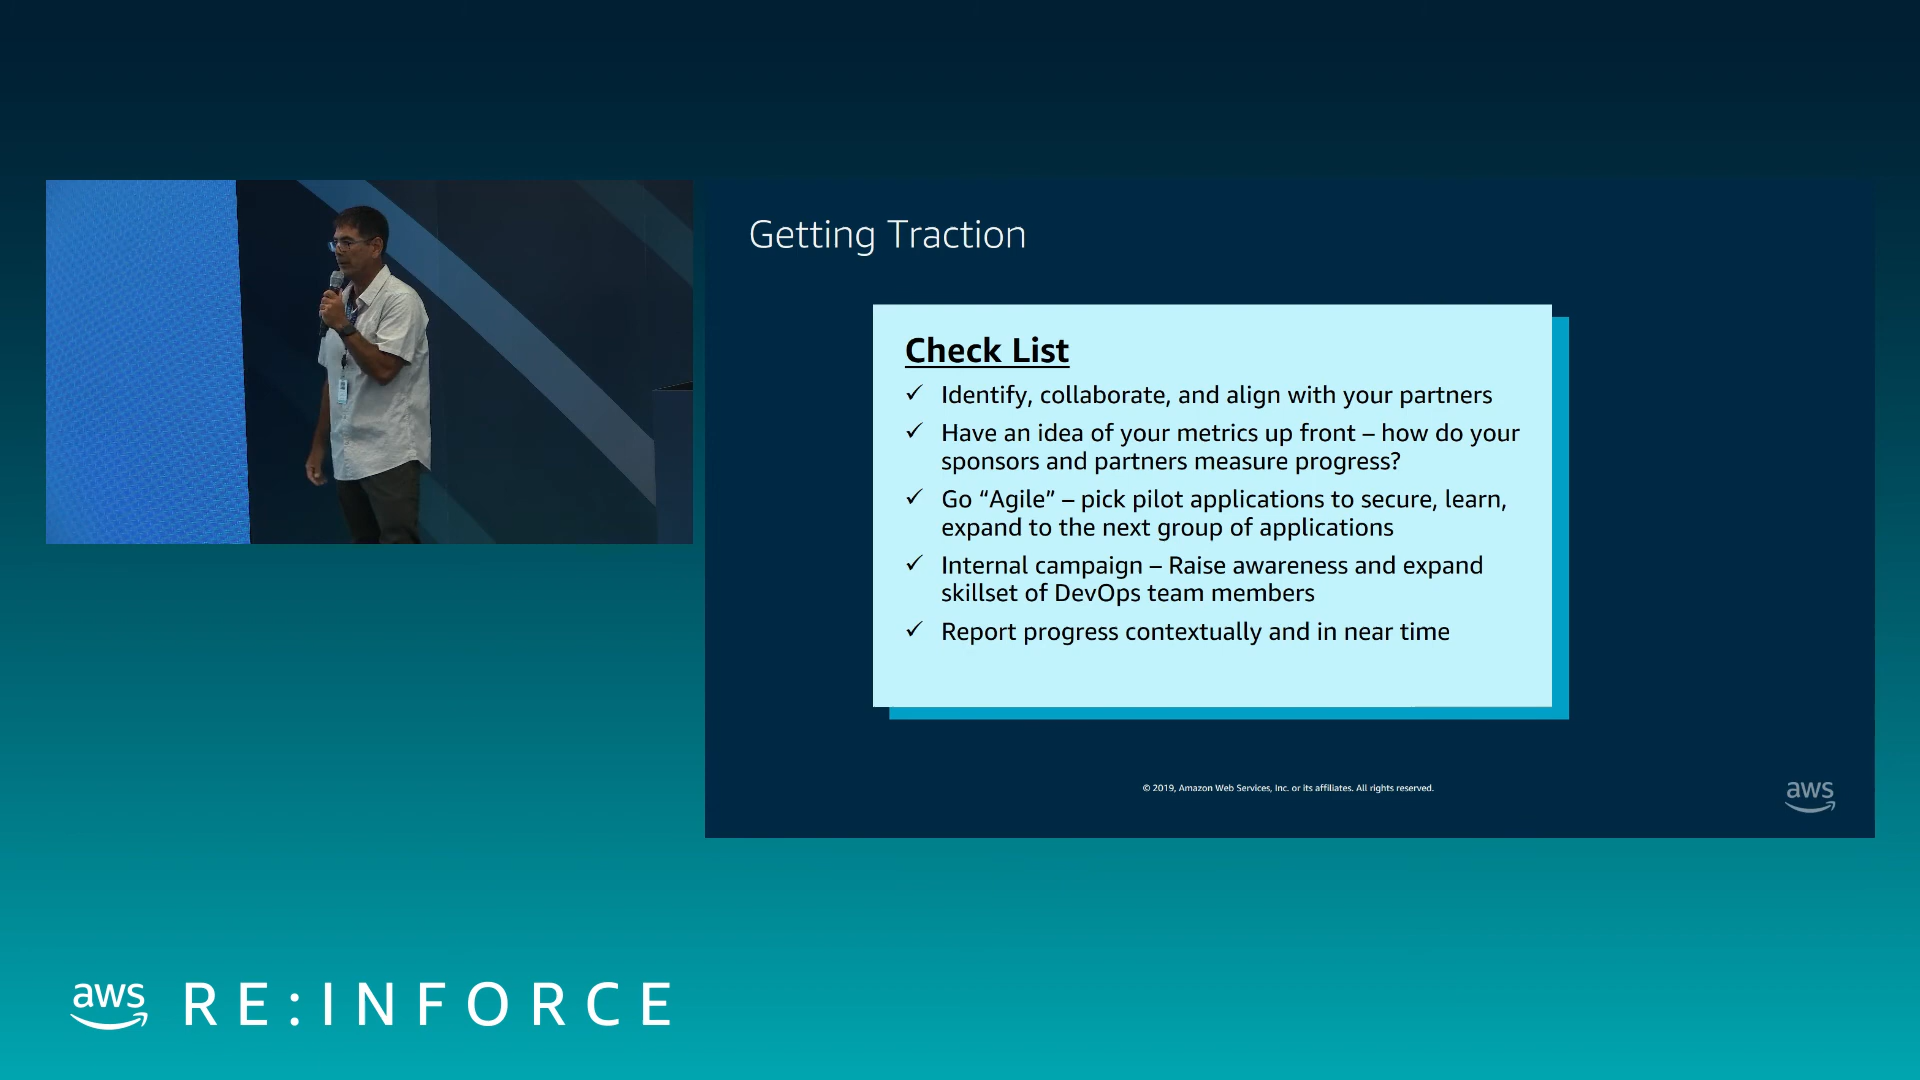 Getting Traction
Check List
✓ Identify, collaborate, and align with your partners
✓ Have an idea of your metrics up front – how do your
sponsors and partners measure progress?
✓ Go “Agile” – pick pilot applications to secure, learn,
expand to the next group of applications
✓ Internal campaign – Raise awareness and expand
skillset of DevOps team members
✓ Report progress contextually and in near time
© 2019, Amazon Web Services, Inc. or its affiliates. All rights reserved.
aws
aws RE:INFORCE